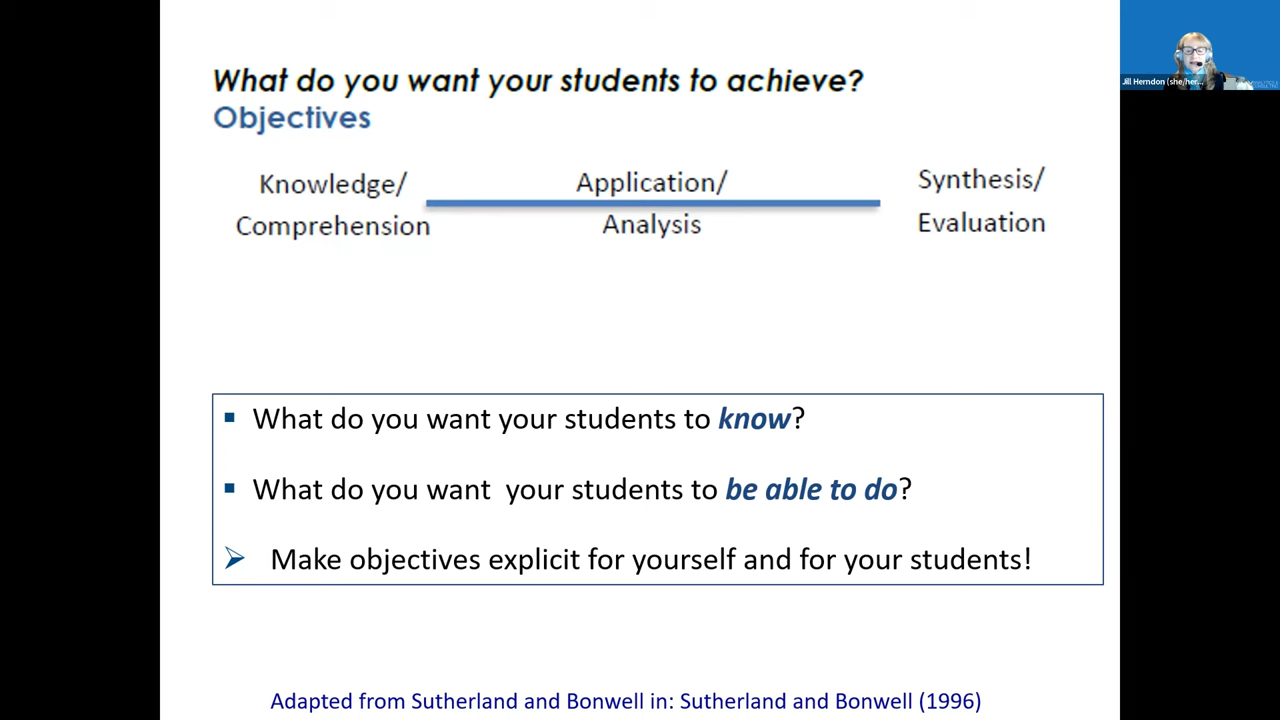 What do you want your students to achieve?
Objectives
Knowledge/
Comprehension
Application/
Analysis
Synthesis/
Evaluation
What do you want your students to know?
What do you want  your students to be able to do?
Make objectives explicit for yourself and for your students!
Adapted from Sutherland and Bonwell in: Sutherland and Bonwell (1996)
Jill Herndon (she/her...